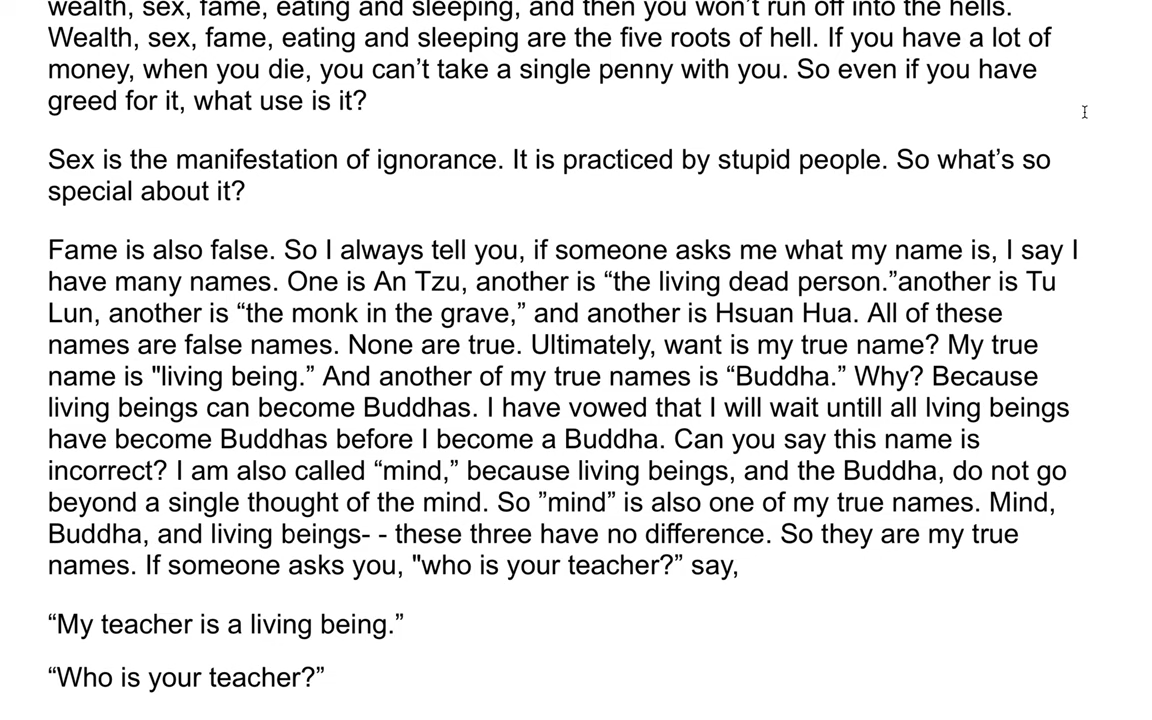 wealth, sex, fame, eating and sleeping, and then you won’t run off into the hells.
Wealth, sex, fame, eating and sleeping are the five roots of hell. If you have a lot of
money, when you die, you can’t take a single penny with you. So even if you have
greed for it, what use is it?
Sex is the manifestation of ignorance. It is practiced by stupid people. So what’s so
special about it?
Fame is also false. So I always tell you, if someone asks me what my name is, I say I
have many names. One is An Tzu, another is “the living dead person.”another is Tu
Lun, another is “the monk in the grave,” and another is Hsuan Hua. All of these
names are false names. None are true. Ultimately, want is my true name? My true
name is "living being.” And another of my true names is “Buddha.” Why? Because
living beings can become Buddhas. I have vowed that I will wait untill all lving beings
have become Buddhas before I become a Buddha. Can you say this name is
incorrect? I am also called “mind,” because living beings, and the Buddha, do not go
beyond a single thought of the mind. So ”mind” is also one of my true names. Mind,
Buddha, and living beings- - these three have no difference. So they are my true
names. If someone asks you, "who is your teacher?” say,
“My teacher is a living being.”
“Who is your teacher?”